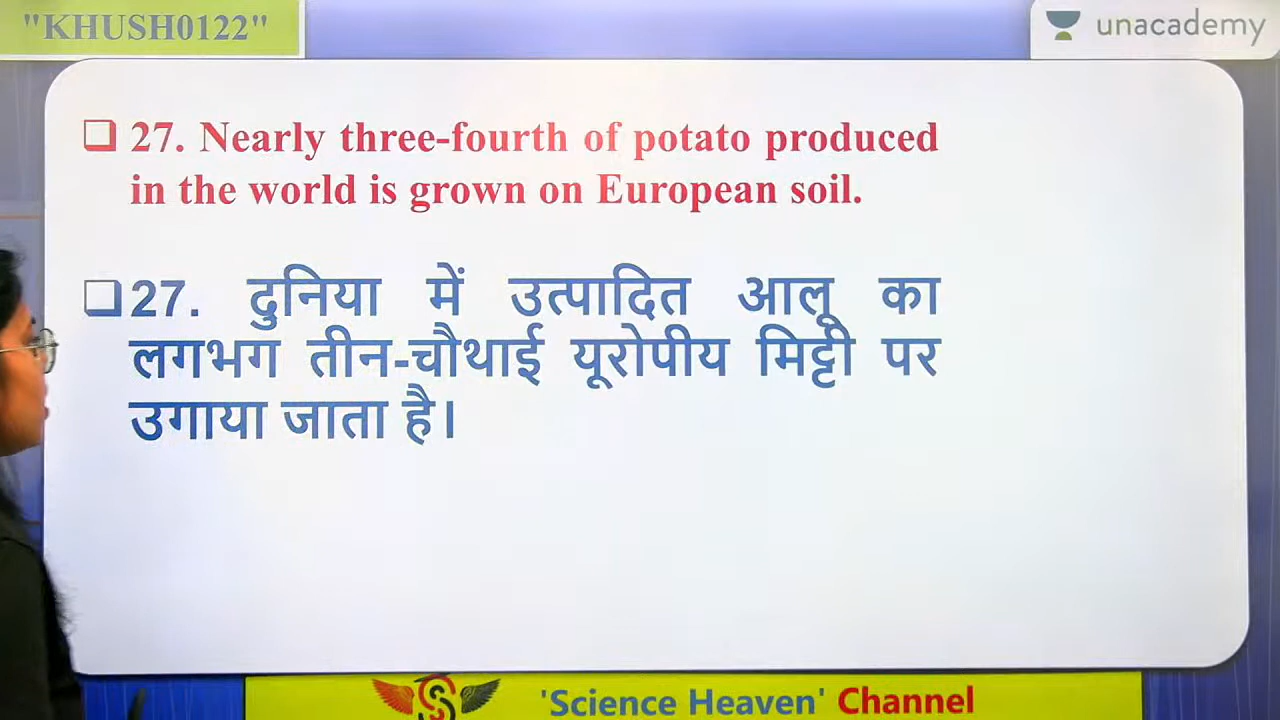 "KHUSH0122"
unacademy
27. Nearly three-fourth of potato produced
in the world is grown on European soil.
27. दुनिया में उत्पादित आलू का
लगभग तीन-चौथाई यूरोपीय मिट्टी पर
उगाया जाता है।
'Science Heaven' Channel